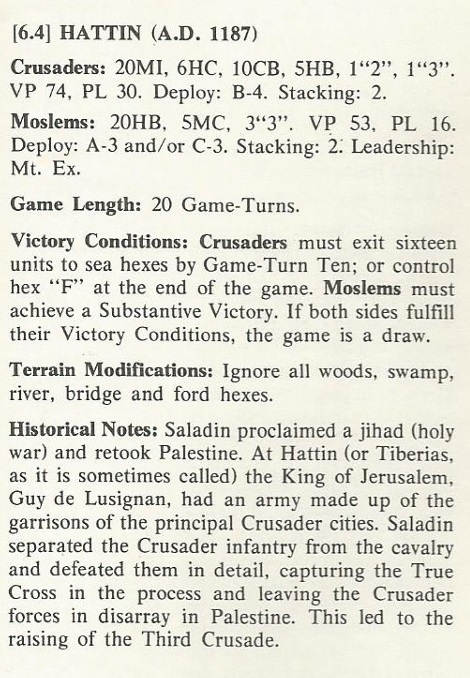 [6.4] HATTIN (A.D. 1187)
Crusaders: 20MI, 6HC, 10CB, 5HB, 1“2”, 1“3”.
VP 74, PL 30. Deploy: B-4. Stacking: 2.
Moslems: 20HB, 5MC, 3“3”. VP 53, PL 16.
Deploy: A-3 and/or C-3. Stacking: 2. Leadership:
Mt. Ex.
Game Length: 20 Game-Turns.
Victory Conditions: Crusaders must exit sixteen
units to sea hexes by Game-Turn Ten; or control
hex “F” at the end of the game. Moslems must
achieve a Substantive Victory. If both sides fulfill
their Victory Conditions, the game is a draw.
Terrain Modifications: Ignore all woods, swamp,
river, bridge and ford hexes.
Historical Notes: Saladin proclaimed a jihad (holy
war) and retook Palestine. At Hattin (or Tiberias,
as it is sometimes called) the King of Jerusalem,
Guy de Lusignan, had an army made up of the
garrisons of the principal Crusader cities. Saladin
separated the Crusader infantry from the cavalry
and defeated them in detail, capturing the True
Cross in the process and leaving the Crusader
forces in disarray in Palestine. This led to the
raising of the Third Crusade.